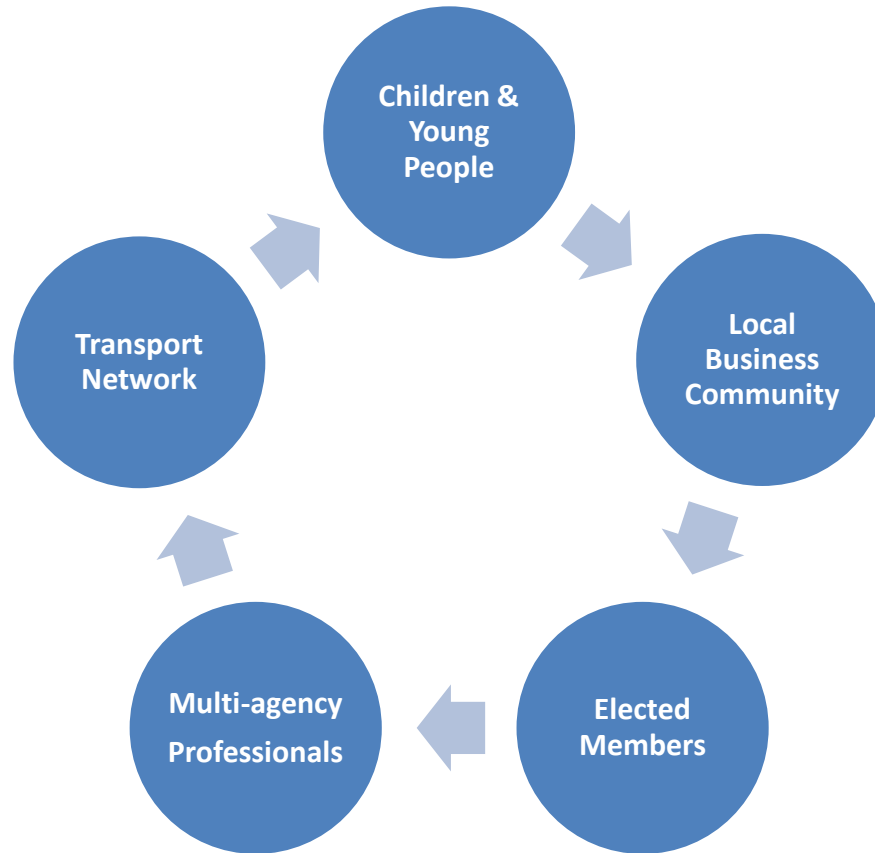 Children &
Young
People
Local
Business
Community
Elected
Members
Multi-agency
Professionals
Transport
Network